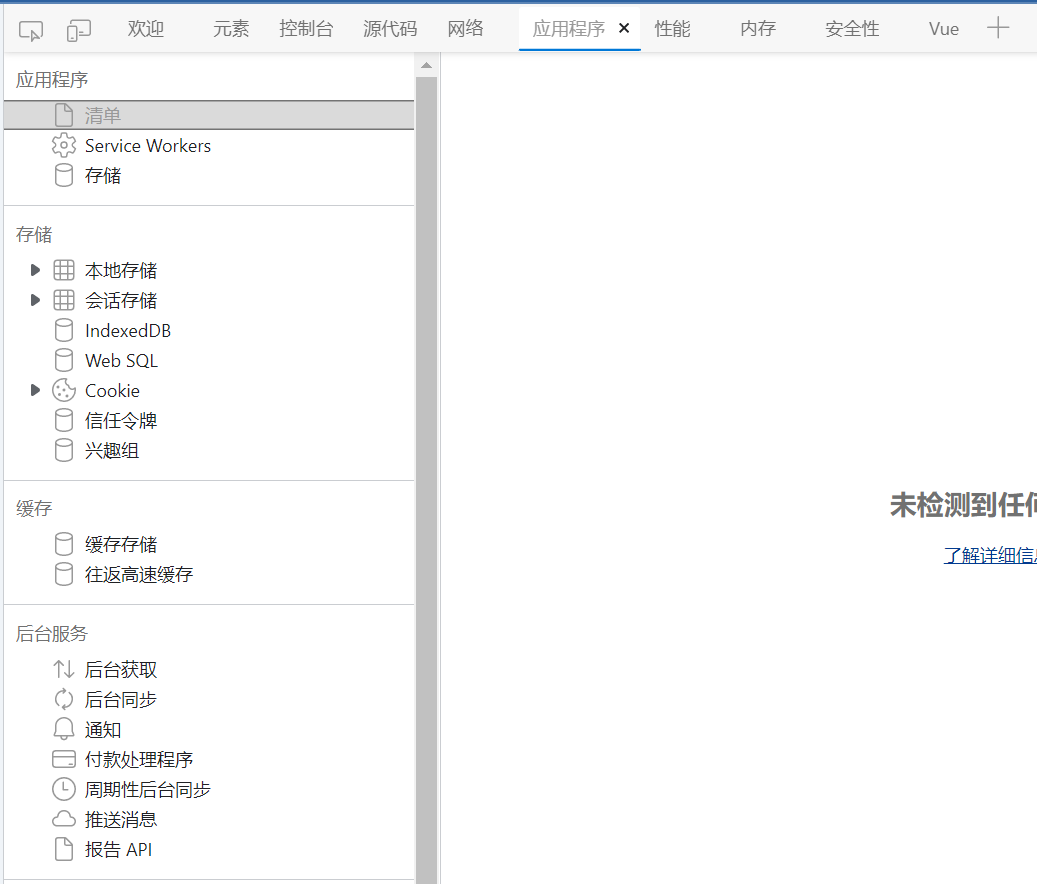 欢迎 元素 控制台 源代码 网络 应用程序 性能 内存 安全性 Vue
应用程序
清单
Service Workers
存储
存储
本地存储
会话存储
IndexedDB
Web SQL
Cookie
信任令牌
兴趣组
未检测到任何
了解详细信息
缓存
缓存存储
往返高速缓存
后台服务
后台获取
后台同步
通知
付款处理程序
周期性后台同步
推送消息
报告 API